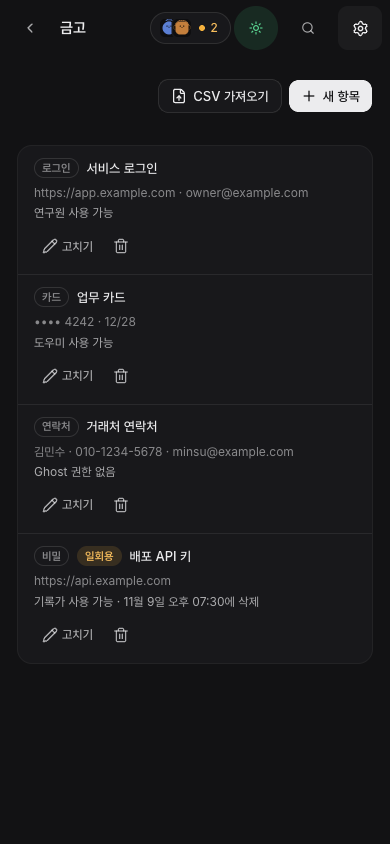 금고
2
CSV 가져오기
새 항목
로그인 서비스 로그인
https://app.example.com · owner@example.com
연구원 사용 가능
고치기
카드 업무 카드
•••• 4242 · 12/28
도우미 사용 가능
고치기
연락처 거래처 연락처
김민수 · 010-1234-5678 · minsu@example.com
Ghost 권한 없음
고치기
비밀 일회용 배포 API 키
https://api.example.com
기록가 사용 가능 · 11월 9일 오후 07:30에 삭제
고치기